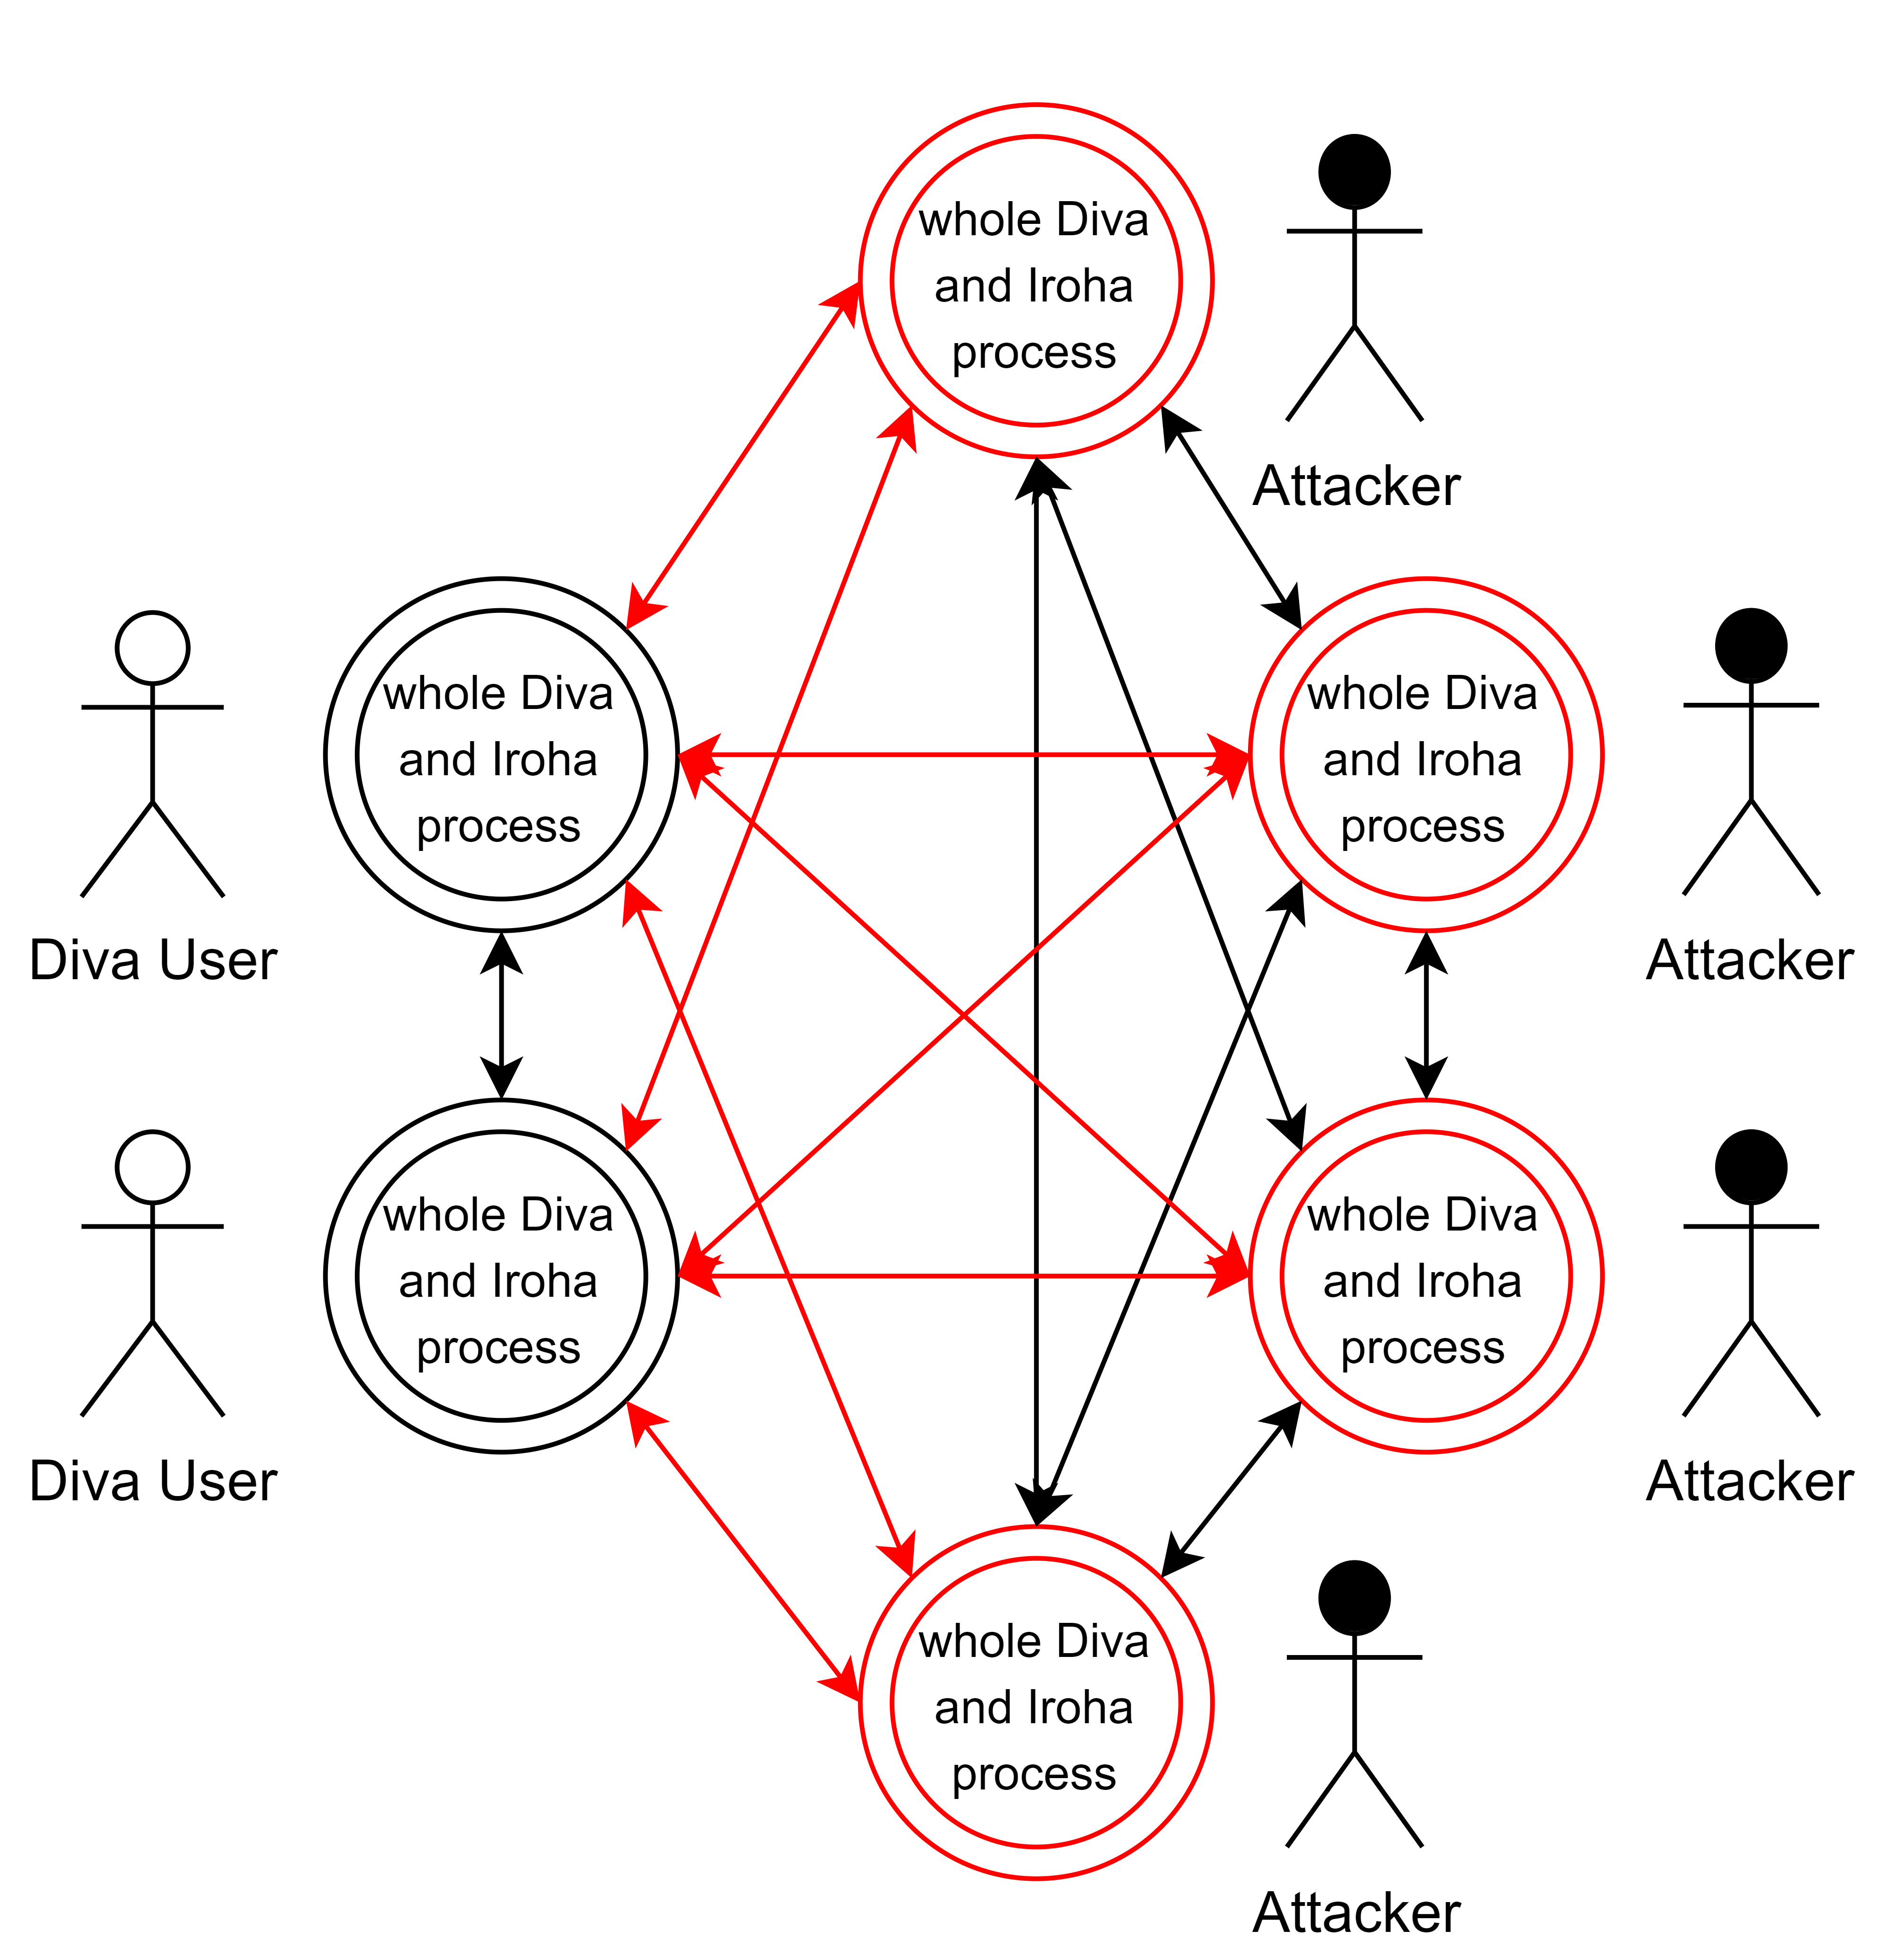 whole Diva
and Iroha
process
Attacker
whole Diva
and Iroha
process
Diva User
whole Diva
and Iroha
process
Attacker
whole Diva
and Iroha
process
Diva User
whole Diva
and Iroha
process
Attacker
whole Diva
and Iroha
process
Attacker